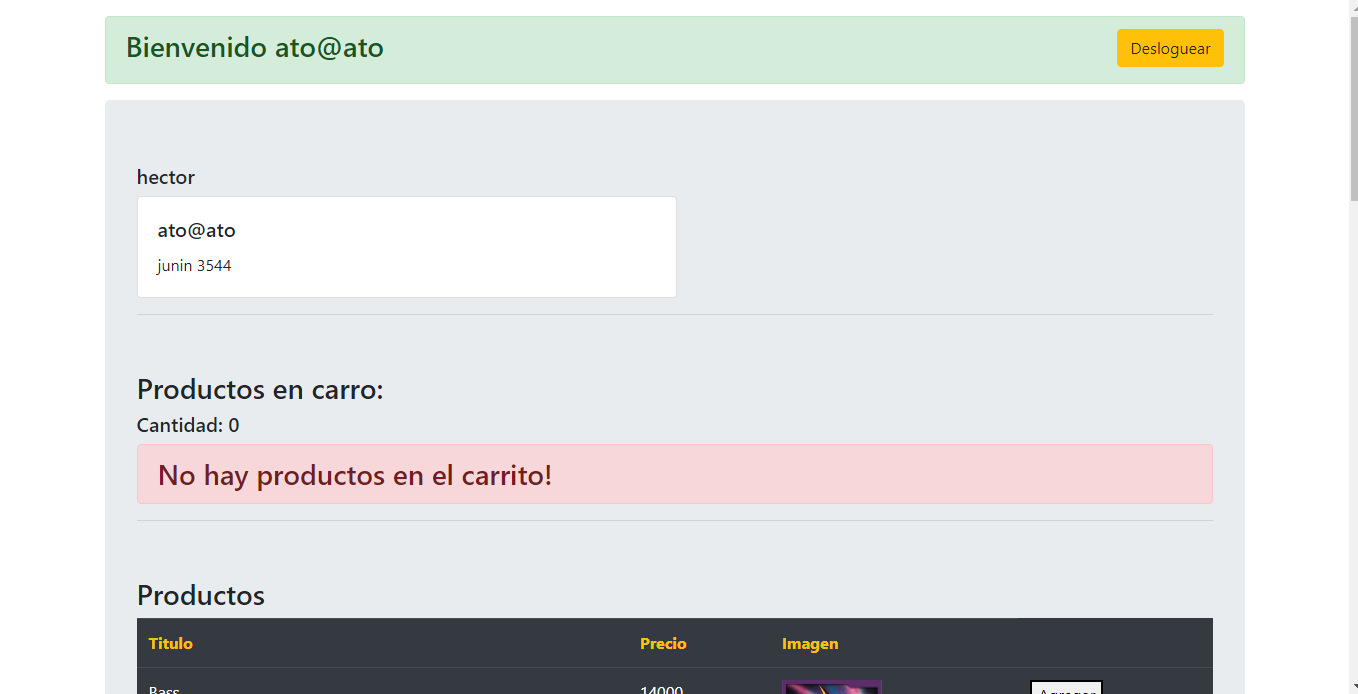 Bienvenido ato@ato
Desloguear
hector
ato@ato
junin 3544
Productos en carro:
Cantidad: 0
No hay productos en el carrito!
Productos
Titulo Precio Imagen
Bass 14000 Agregar